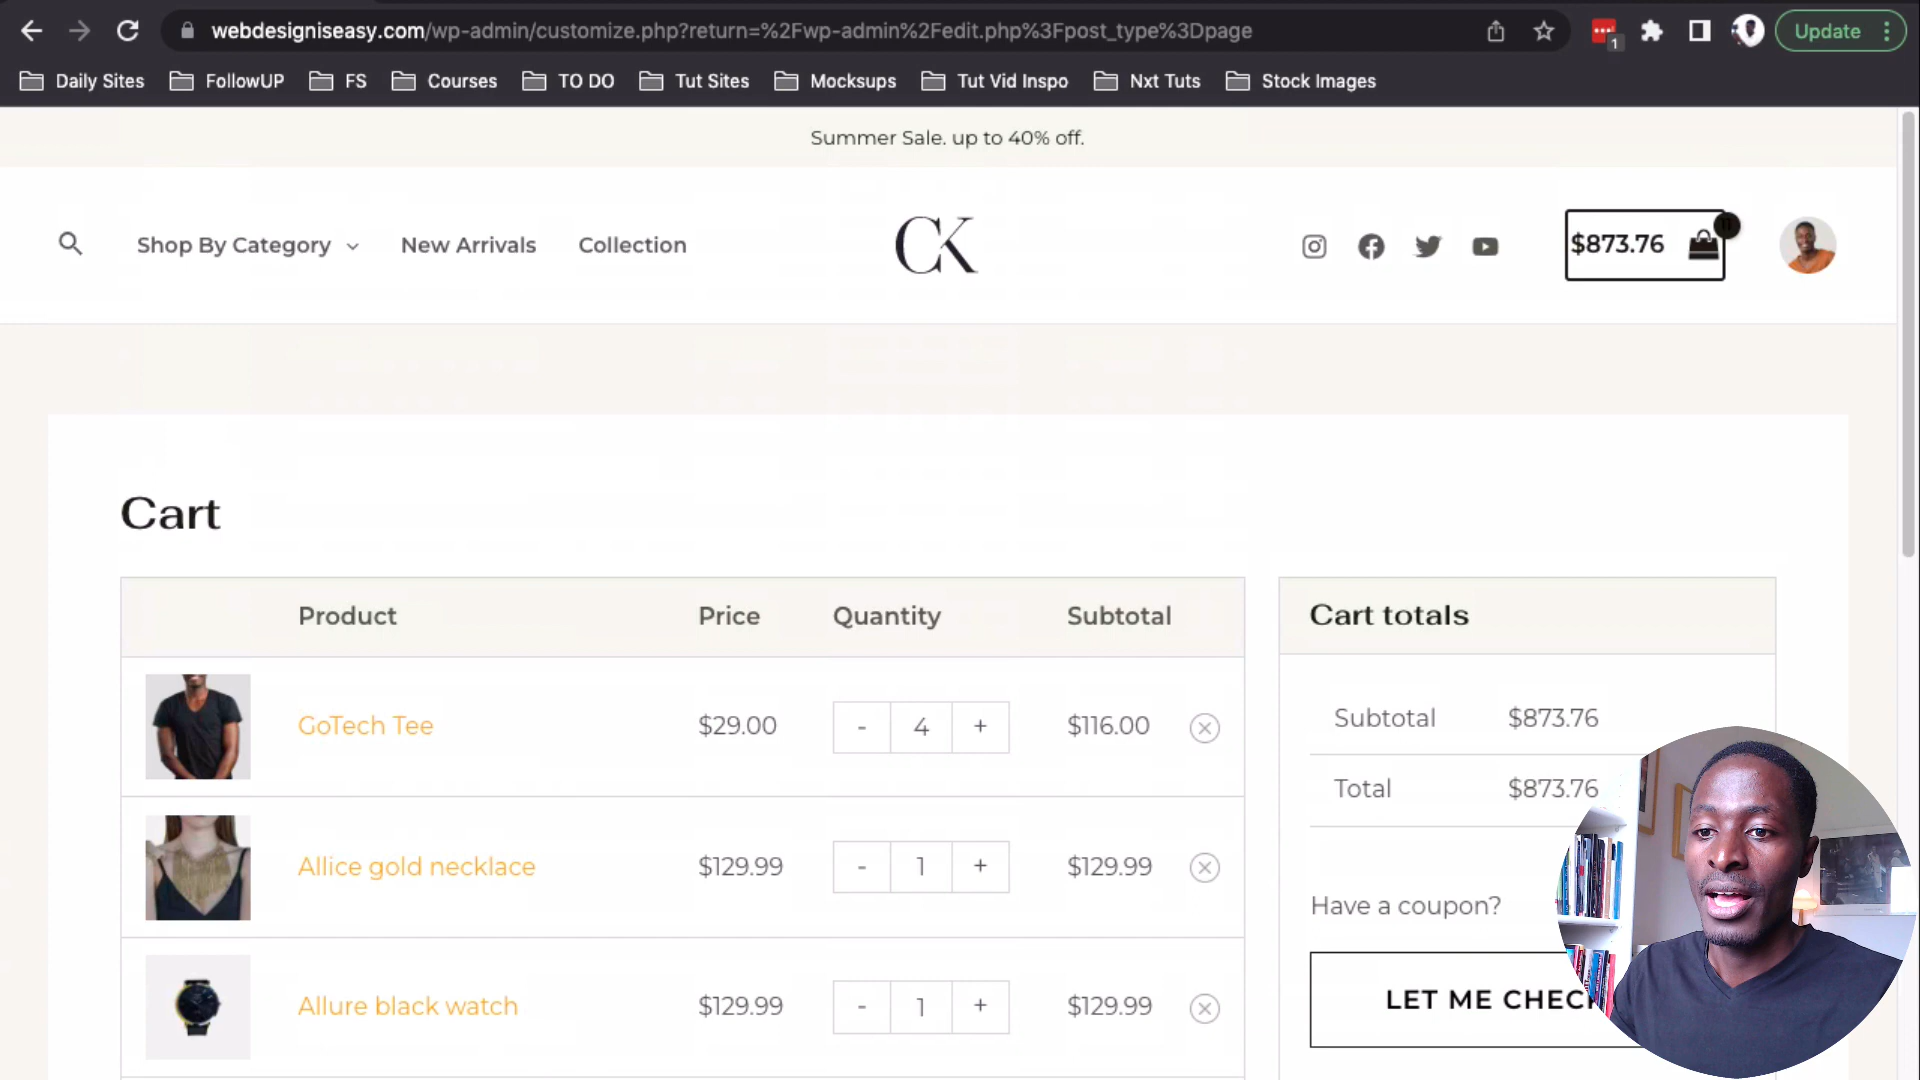 webdesigniseasy.com/wp-admin/customize.php?return=%2Fwp-admin%2Fedit.php%3Fpost_type%3Dpage
1
Update
Daily Sites FollowUP FS Courses TO DO Tut Sites Mocksups Tut Vid Inspo Nxt Tuts Stock Images
Summer Sale. up to 40% off.
Shop By Category New Arrivals Collection CK $873.76
Cart
Product Price Quantity Subtotal
GoTech Tee $29.00 - 4 + $116.00
Allice gold necklace $129.99 - 1 + $129.99
Allure black watch $129.99 - 1 + $129.99
Cart totals
Subtotal $873.76
Total $873.76
Have a coupon?
LET ME CHECK